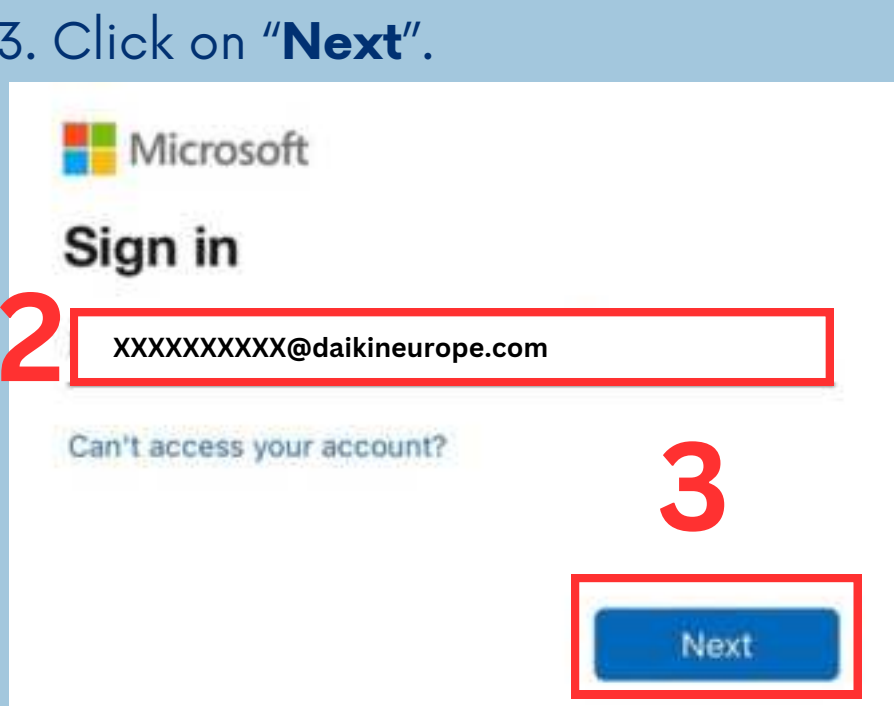 3. Click on “Next”.
Microsoft
Sign in
2
XXXXXXXXXX@daikineurope.com
Can't access your account?
3
Next